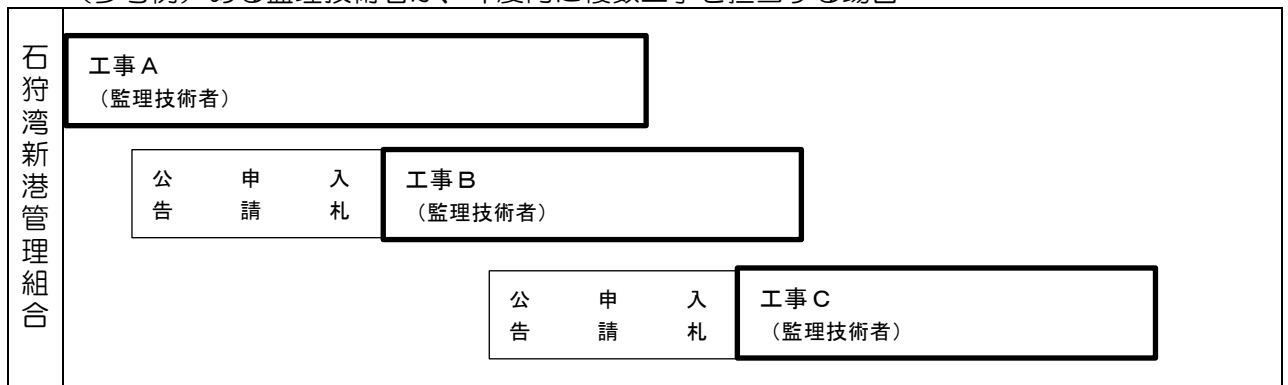 石狩湾新港管理組合
工事A
（監理技術者）
公告 申請 入札
工事B
（監理技術者）
公告 申請 入札
工事C
（監理技術者）